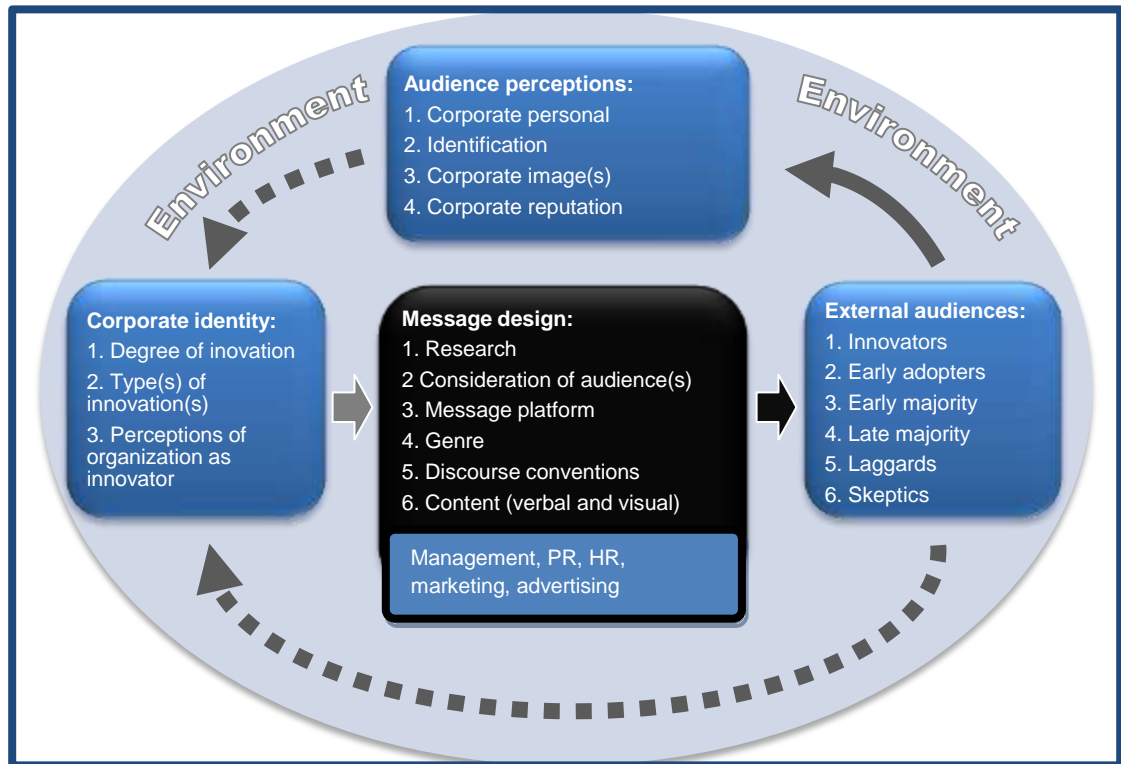 Environment
Environment
Audience perceptions:
1. Corporate personal
2. Identification
3. Corporate image(s)
4. Corporate reputation
Corporate identity:
1. Degree of inovation
2. Type(s) of
innovation(s)
3. Perceptions of
organization as
innovator
Message design:
1. Research
2 Consideration of audience(s)
3. Message platform
4. Genre
5. Discourse conventions
6. Content (verbal and visual)
Management, PR, HR,
marketing, advertising
External audiences:
1. Innovators
2. Early adopters
3. Early majority
4. Late majority
5. Laggards
6. Skeptics